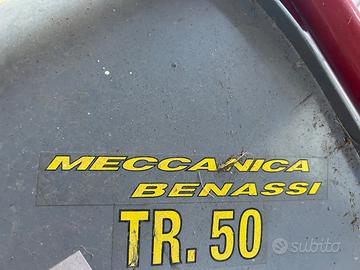 MECCANICA
BENASSI
TR.50
subito